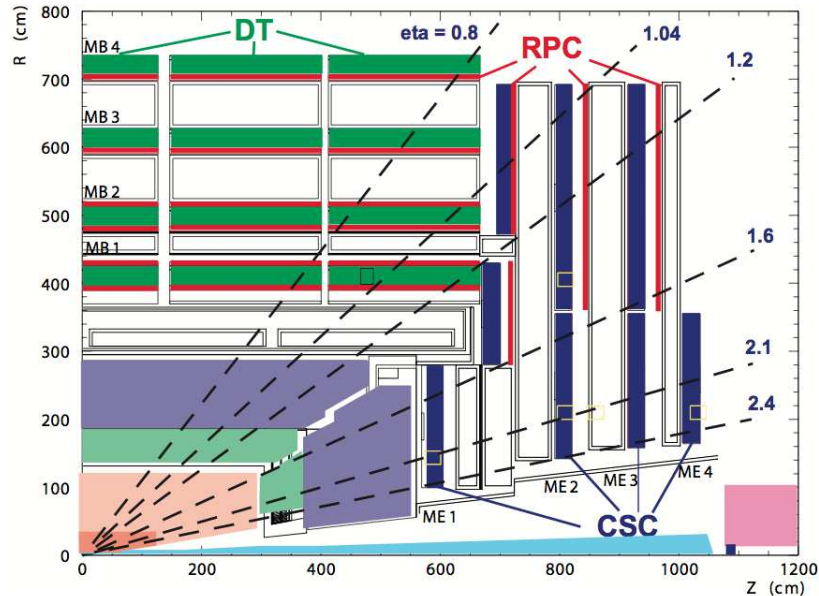 R (cm)
800
700
600
500
400
300
200
100
0
MB 4
MB 3
MB 2
MB 1
DT
eta = 0.8
RPC
1.04
1.2
1.6
2.1
2.4
ME 1
ME 2
ME 3
ME 4
CSC
0
200
400
600
800
1000
1200
Z (cm)